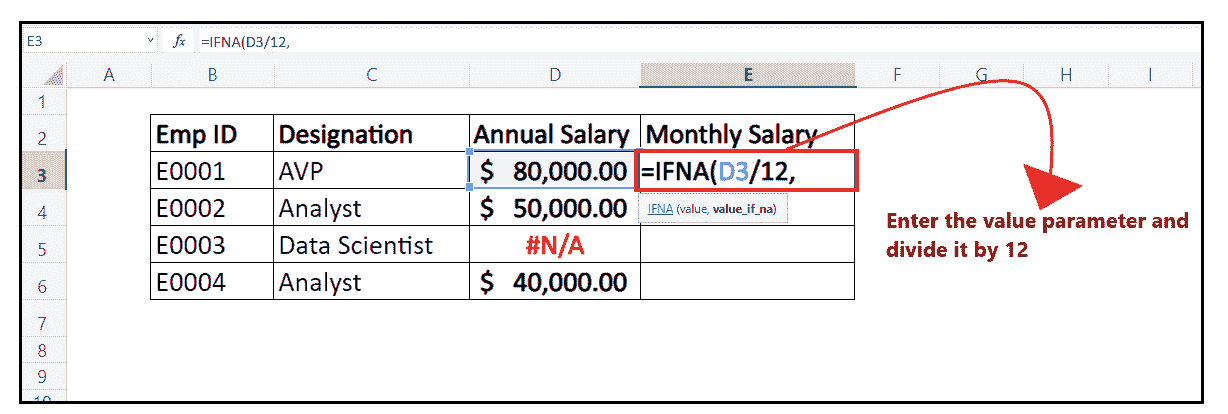 E3 fx =IFNA(D3/12,
A B C D E F G H I
1
2 Emp ID Designation Annual Salary Monthly Salary
3 E0001 AVP $ 80,000.00 =IFNA(D3/12,
4 E0002 Analyst $ 50,000.00 IFNA (value, value_if_na)
5 E0003 Data Scientist #N/A
6 E0004 Analyst $ 40,000.00
Enter the value parameter and
divide it by 12
7
8
9
10